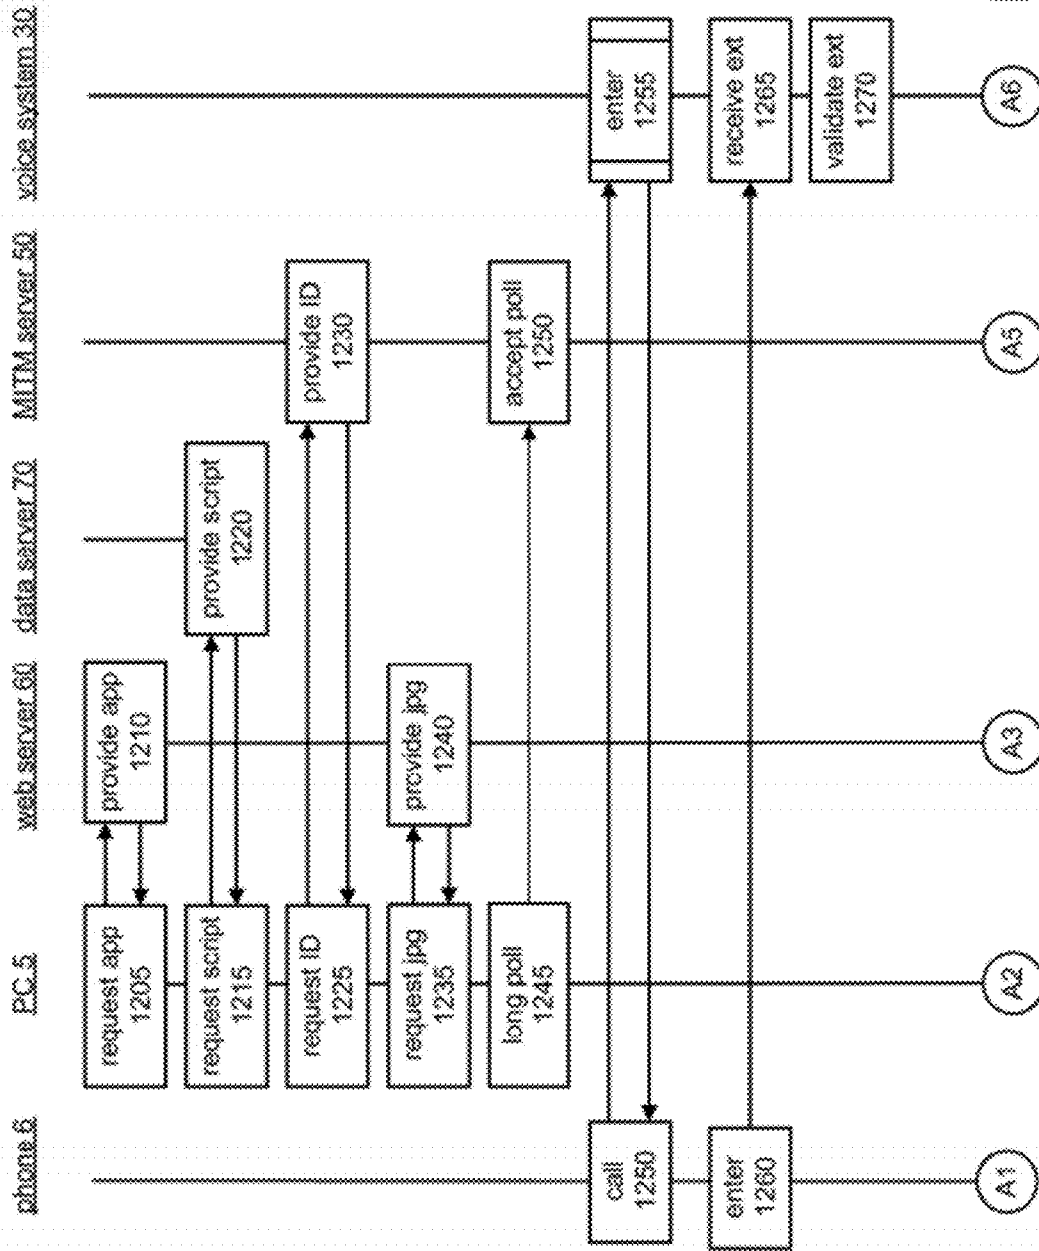 phone 6
PC 5
web server 60
data server 70
MITM server 50
voice system 30
request app
1205
provide app
1210
request script
1215
provide script
1220
request ID
1225
provide ID
1230
request jpg
1235
provide jpg
1240
long poll
1245
accept poll
1250
call
1250
enter
1255
enter
1260
receive ext
1265
validate ext
1270
A1
A2
A3
A5
A6